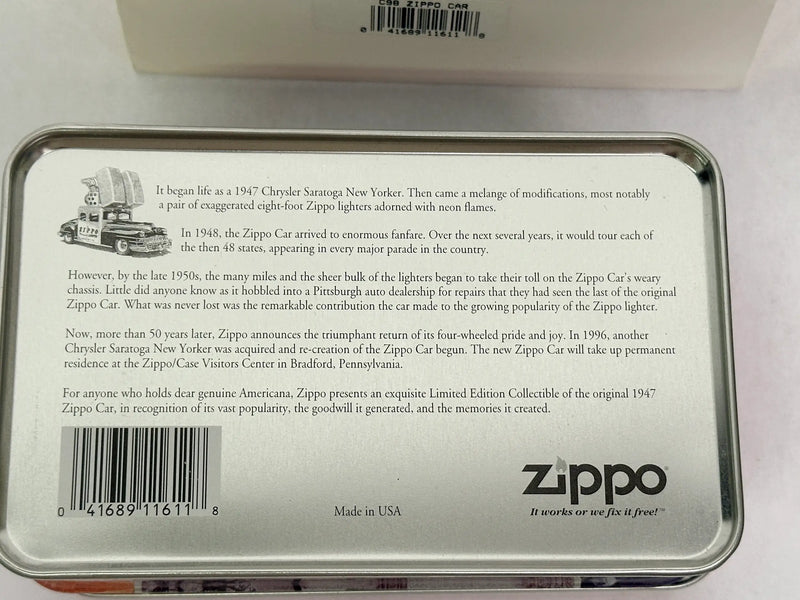 C98 ZIPPO CAR
0 41689 11611 8
It began life as a 1947 Chrysler Saratoga New Yorker. Then came a melange of modifications, most notably
a pair of exaggerated eight-foot Zippo lighters adorned with neon flames.
ZIPPO
In 1948, the Zippo Car arrived to enormous fanfare. Over the next several years, it would tour each of
the then 48 states, appearing in every major parade in the country.
However, by the late 1950s, the many miles and the sheer bulk of the lighters began to take their toll on the Zippo Car's weary
chassis. Little did anyone know as it hobbled into a Pittsburgh auto dealership for repairs that they had seen the last of the original
Zippo Car. What was never lost was the remarkable contribution the car made to the growing popularity of the Zippo lighter.
Now, more than 50 years later, Zippo announces the triumphant return of its four-wheeled pride and joy. In 1996, another
Chrysler Saratoga New Yorker was acquired and re-creation of the Zippo Car begun. The new Zippo Car will take up permanent
residence at the Zippo/Case Visitors Center in Bradford, Pennsylvania.
For anyone who holds dear genuine Americana, Zippo presents an exquisite Limited Edition Collectible of the original 1947
Zippo Car, in recognition of its vast popularity, the goodwill it generated, and the memories it created.
0 41689 11611 8
Made in USA
zippo®
It works or we fix it free!™